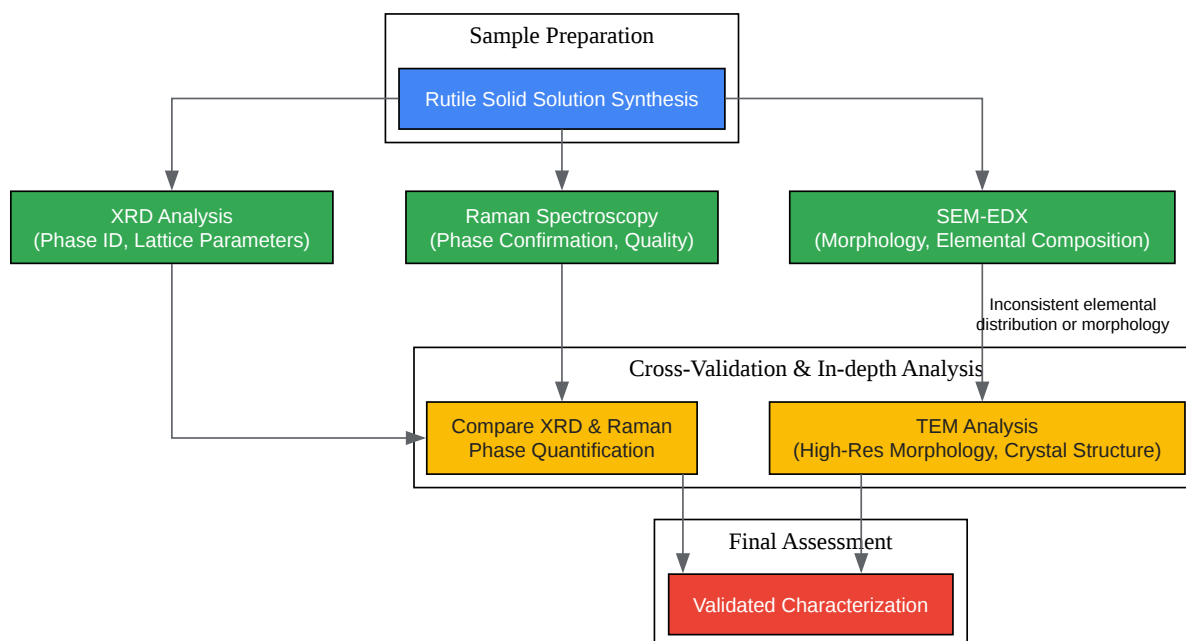 Sample Preparation
Rutile Solid Solution Synthesis
XRD Analysis
(Phase ID, Lattice Parameters)
Raman Spectroscopy
(Phase Confirmation, Quality)
SEM-EDX
(Morphology, Elemental Composition)
Inconsistent elemental
distribution or morphology
Cross-Validation & In-depth Analysis
Compare XRD & Raman
Phase Quantification
TEM Analysis
(High-Res Morphology, Crystal Structure)
Final Assessment
Validated Characterization